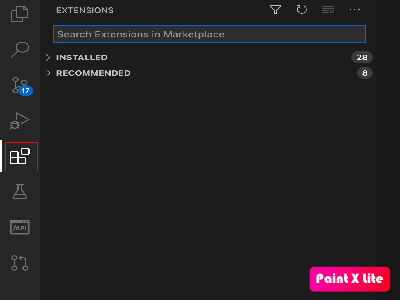 EXTENSIONS
Search Extensions in Marketplace
INSTALLED 28
RECOMMENDED 8
17
/API
Paint X Lite